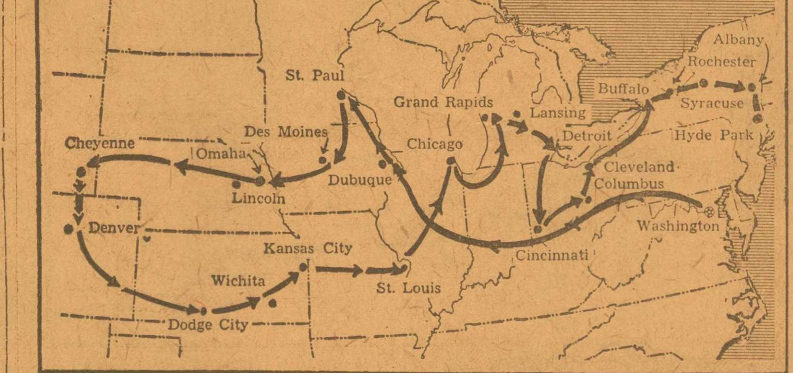 Albany
Rochester
St. Paul
Buffalo
Grand Rapids
Syracuse
Lansing
Des Moines
Detroit
Hyde Park
Cheyenne
Chicago
Omaha
Cleveland
Dubuque
Columbus
Lincoln
Denver
Washington
Kansas City
Cincinnati
Wichita
St. Louis
Dodge City